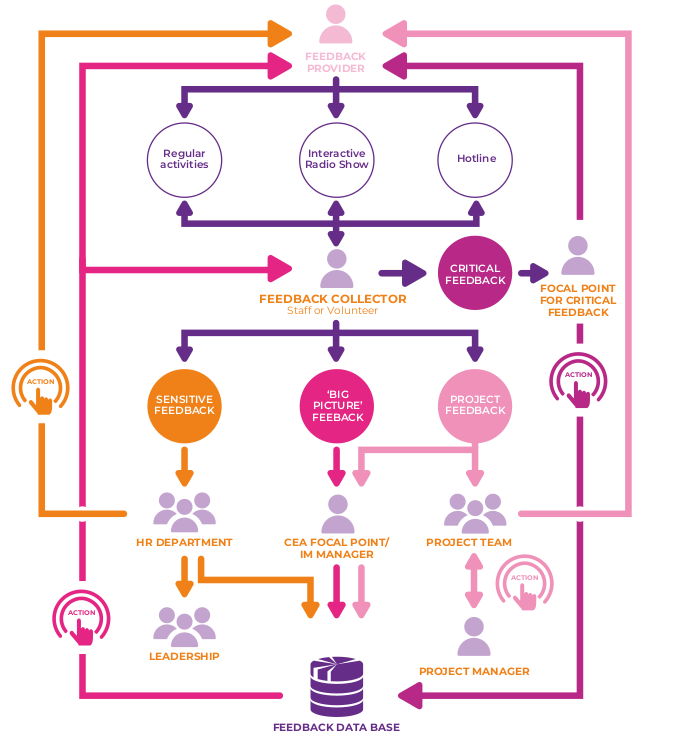 FEEDBACK
PROVIDER
Regular
activities
Interactive
Radio Show
Hotline
CRITICAL
FEEDBACK
FOCAL POINT
FOR CRITICAL
FEEDBACK
FEEDBACK COLLECTOR
Staff or Volunteer
ACTION
ACTION
SENSITIVE
FEEDBACK
‘BIG
PICTURE’
FEEBACK
PROJECT
FEEDBACK
HR DEPARTMENT
CEA FOCAL POINT/
IM MANAGER
PROJECT TEAM
ACTION
ACTION
LEADERSHIP
PROJECT MANAGER
FEEDBACK DATA BASE